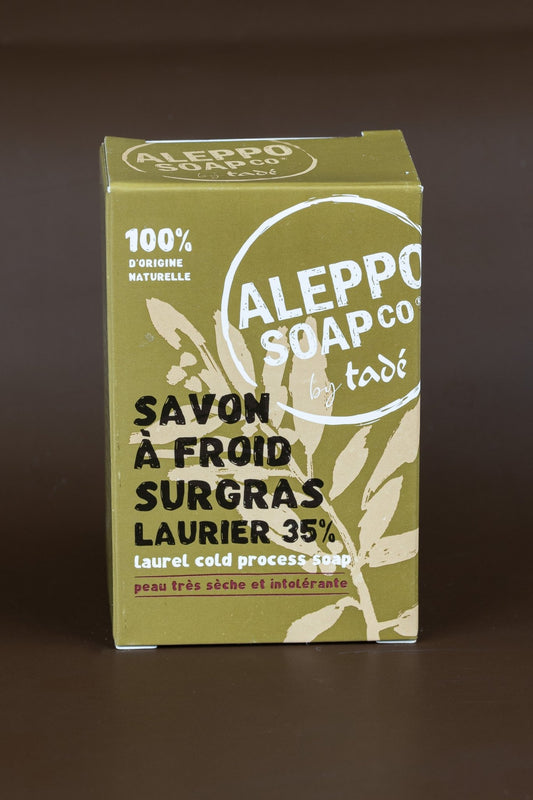 ALEPPO
SOAP CO®
by tadé
100%
D'ORIGINE
NATURELLE
ALEPPO
SOAP CO®
by tadé
SAVON
À FROID
SURGRAS
LAURIER 35%
laurel cold process soap
peau très sèche et intolérante